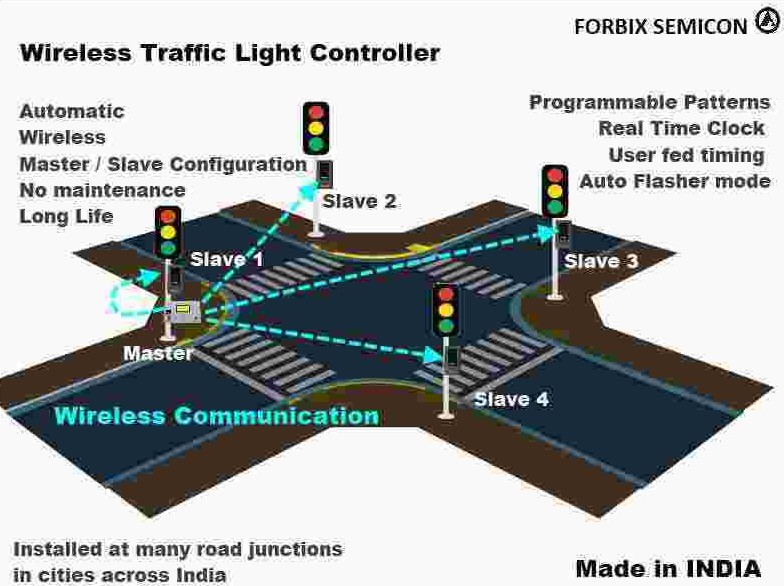 FORBIX SEMICON
Wireless Traffic Light Controller
Automatic
Wireless
Master / Slave Configuration
No maintenance
Long Life
Programmable Patterns
Real Time Clock
User fed timing
Auto Flasher mode
Slave 2
Slave 1
Slave 3
Master
Slave 4
Wireless Communication
Installed at many road junctions
in cities across India
Made in INDIA